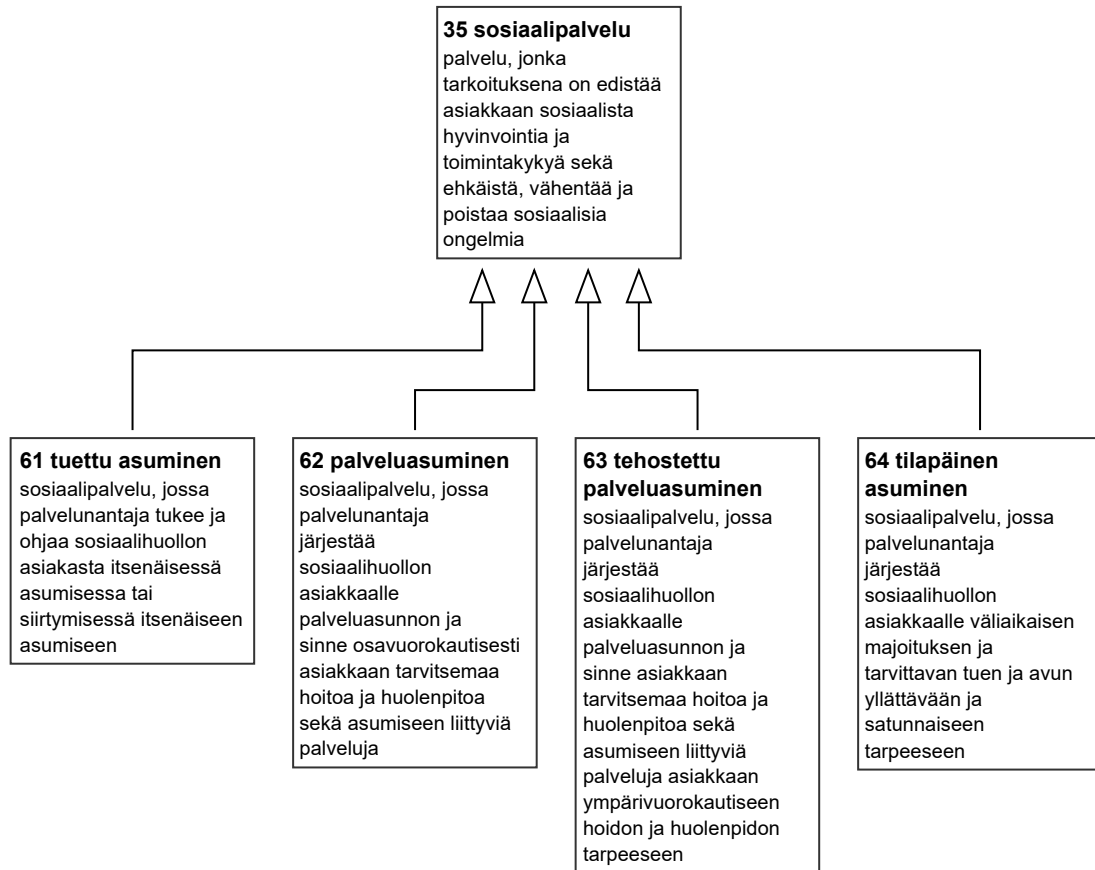 35 sosiaalipalvelu
palvelu, jonka
tarkoituksena on edistää
asiakkaan sosiaalista
hyvinvointia ja
toimintakykyä sekä
ehkäistä, vähentää ja
poistaa sosiaalisia
ongelmia
61 tuettu asuminen
sosiaalipalvelu, jossa
palvelunantaja tukee ja
ohjaa sosiaalihuollon
asiakasta itsenäisessä
asumisessa tai
siirtymisessä itsenäiseen
asumiseen
62 palveluasuminen
sosiaalipalvelu, jossa
palvelunantaja
järjestää
sosiaalihuollon
asiakkaalle
palveluasunnon ja
sinne osavuorokautisesti
asiakkaan tarvitsemaa
hoitoa ja huolenpitoa
sekä asumiseen liittyviä
palveluja
63 tehostettu
palveluasuminen
sosiaalipalvelu, jossa
palvelunantaja
järjestää
sosiaalihuollon
asiakkaalle
palveluasunnon ja
sinne asiakkaan
tarvitsemaa hoitoa ja
huolenpitoa sekä
asumiseen liittyviä
palveluja asiakkaan
ympärivuorokautiseen
hoidon ja huolenpidon
tarpeeseen
64 tilapäinen
asuminen
sosiaalipalvelu, jossa
palvelunantaja
järjestää
sosiaalihuollon
asiakkaalle väliaikaisen
majoituksen ja
tarvittavan tuen ja avun
yllättävään ja
satunnaiseen
tarpeeseen